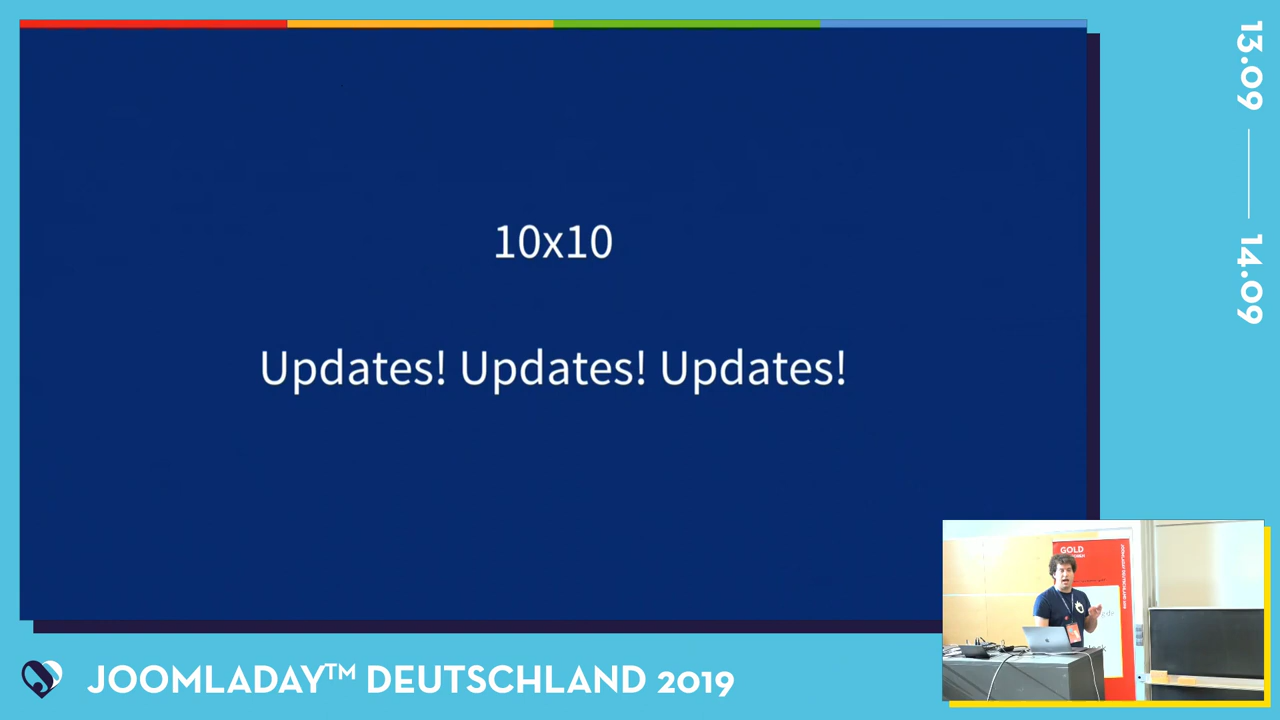 10x10
Updates! Updates! Updates!
13.09
14.09
GOLD
JOOMLADAY™ DEUTSCHLAND 2019